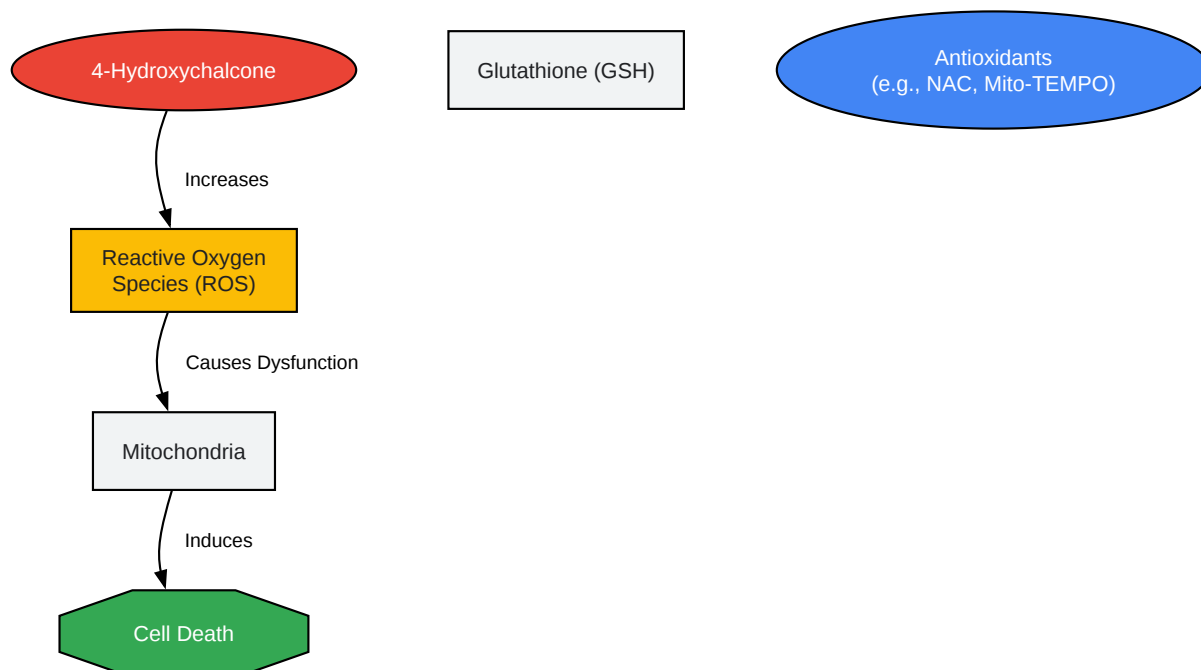 4-Hydroxychalcone
Glutathione (GSH)
Antioxidants
(e.g., NAC, Mito-TEMPO)
Increases
Reactive Oxygen
Species (ROS)
Causes Dysfunction
Mitochondria
Induces
Cell Death